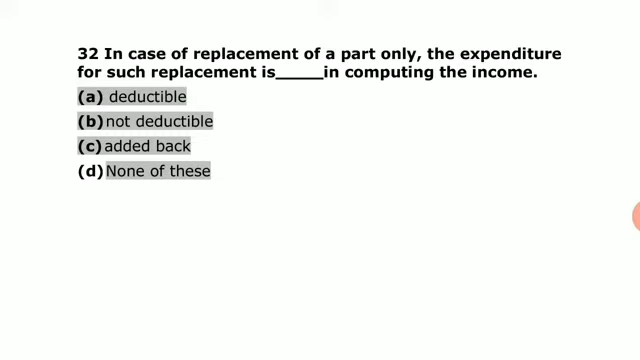 32 In case of replacement of a part only, the expenditure
for such replacement is_____in computing the income.
(a) deductible
(b) not deductible
(c) added back
(d) None of these